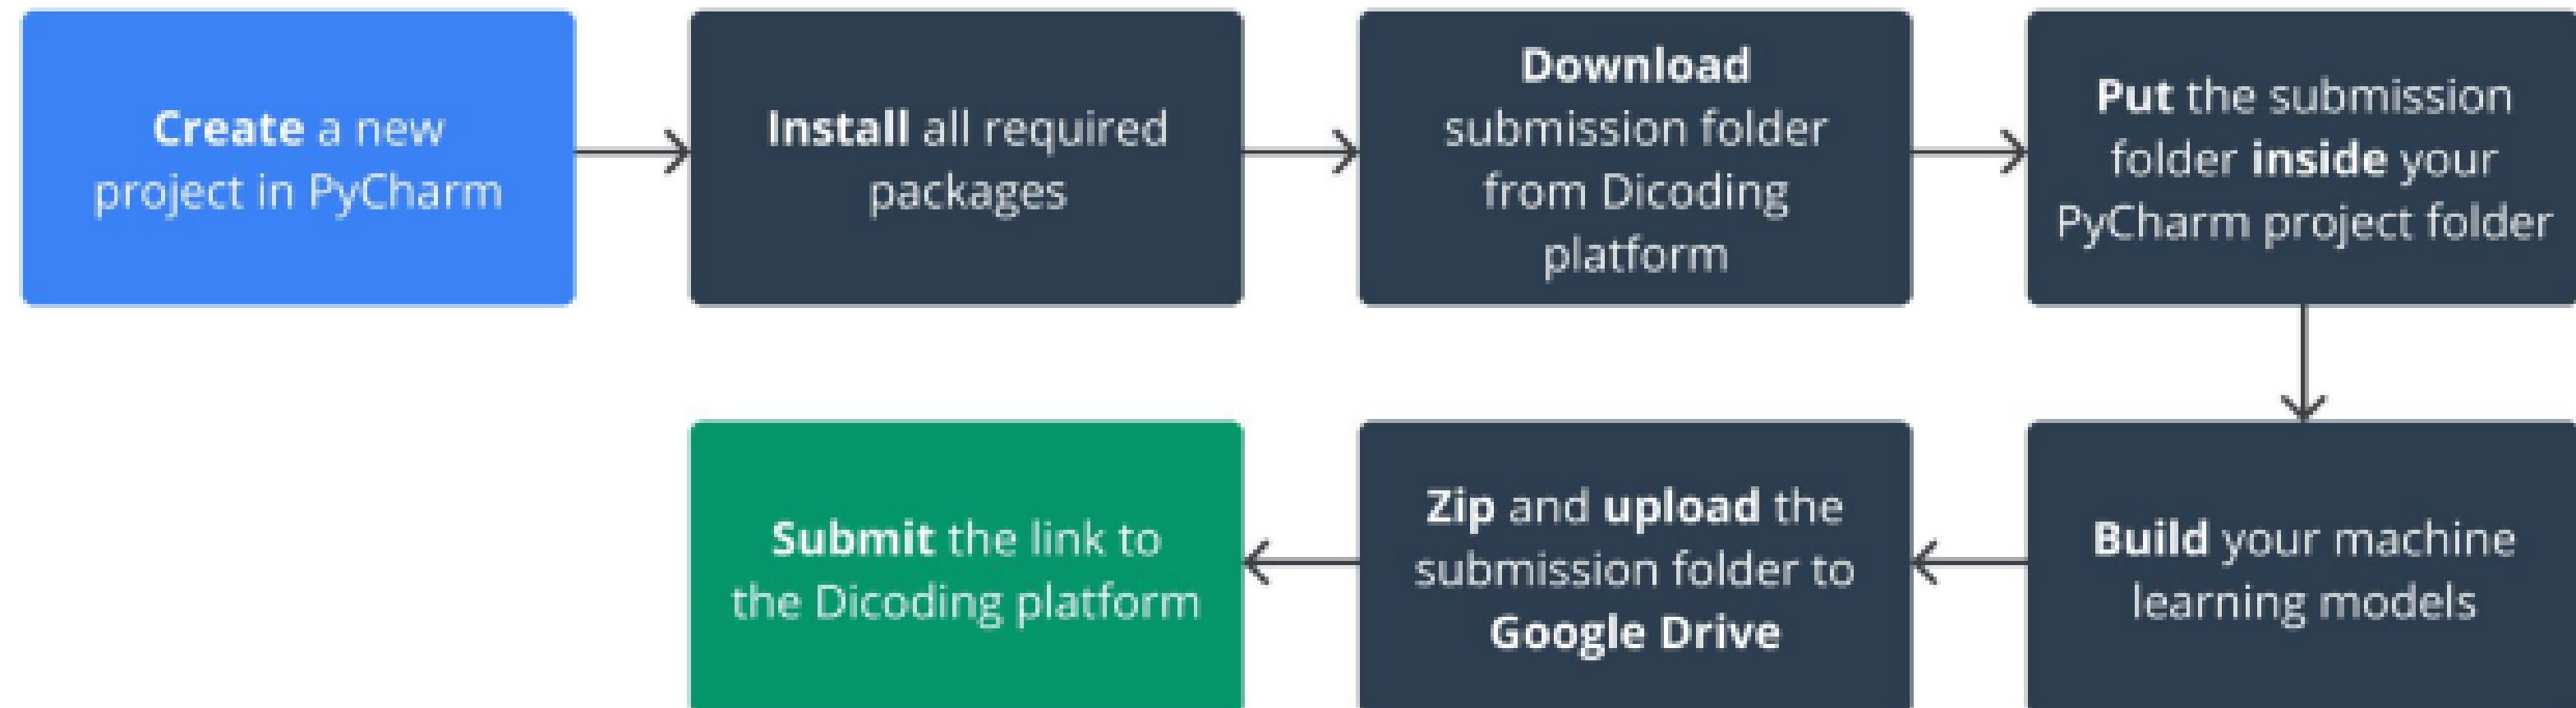 Create a new
project in PyCharm
Install all required
packages
Download
submission folder
from Dicoding
platform
Put the submission
folder inside your
PyCharm project folder
Build your machine
learning models
Zip and upload the
submission folder to
Google Drive
Submit the link to
the Dicoding platform